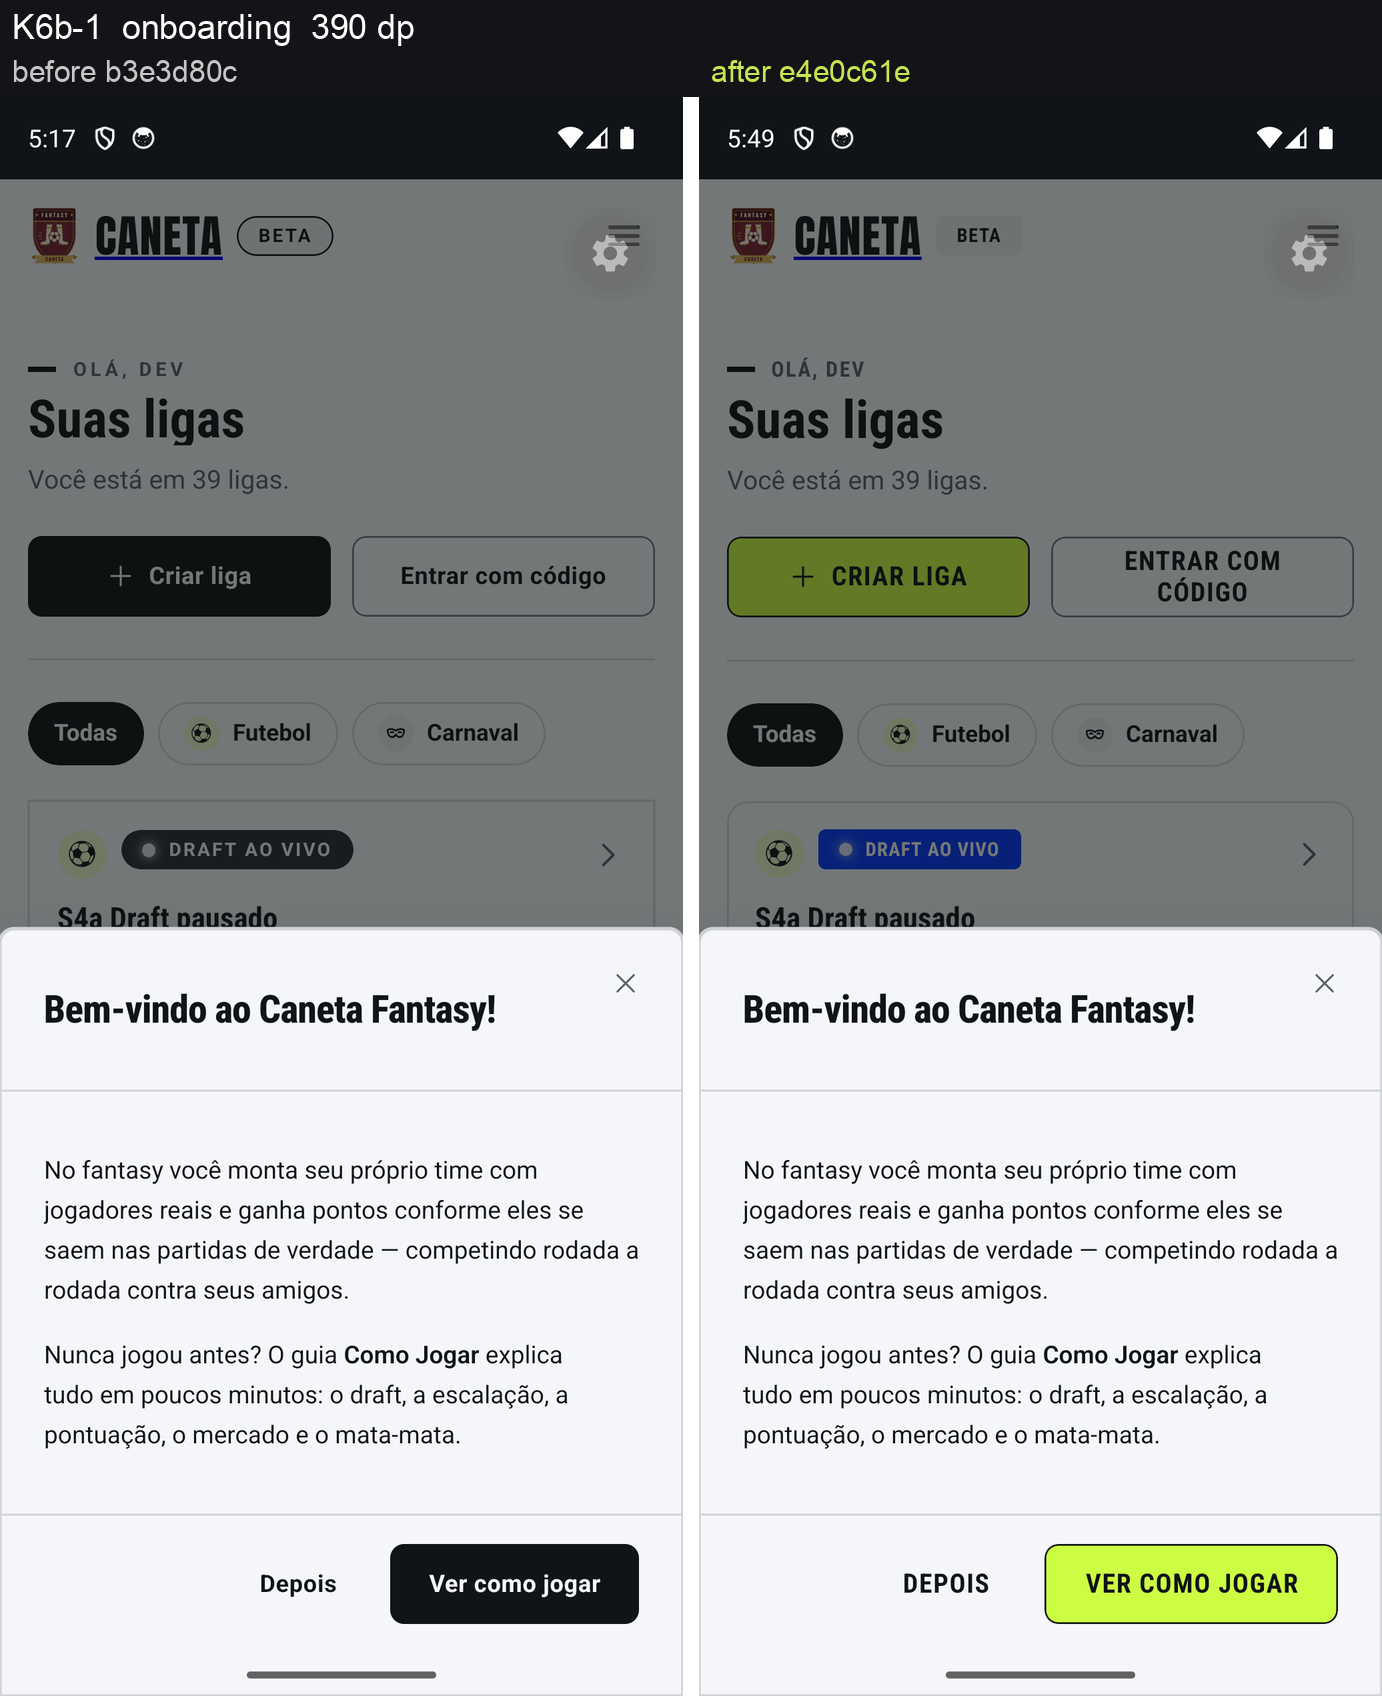 K6b-1 onboarding 390 dp
before b3e3d80c
5:17
FANTASY
CANETA
CANETA
BETA
OLÁ, DEV
Suas ligas
Você está em 39 ligas.
Criar liga
Entrar com código
Todas
Futebol
Carnaval
DRAFT AO VIVO
S4a Draft pausado
Bem-vindo ao Caneta Fantasy!
No fantasy você monta seu próprio time com
jogadores reais e ganha pontos conforme eles se
saem nas partidas de verdade — competindo rodada a
rodada contra seus amigos.
Nunca jogou antes? O guia Como Jogar explica
tudo em poucos minutos: o draft, a escalação, a
pontuação, o mercado e o mata-mata.
Depois
Ver como jogar
after e4e0c61e
5:49
FANTASY
CANETA
CANETA
BETA
OLÁ, DEV
Suas ligas
Você está em 39 ligas.
CRIAR LIGA
ENTRAR COM
CÓDIGO
Todas
Futebol
Carnaval
DRAFT AO VIVO
S4a Draft pausado
Bem-vindo ao Caneta Fantasy!
No fantasy você monta seu próprio time com
jogadores reais e ganha pontos conforme eles se
saem nas partidas de verdade — competindo rodada a
rodada contra seus amigos.
Nunca jogou antes? O guia Como Jogar explica
tudo em poucos minutos: o draft, a escalação, a
pontuação, o mercado e o mata-mata.
DEPOIS
VER COMO JOGAR